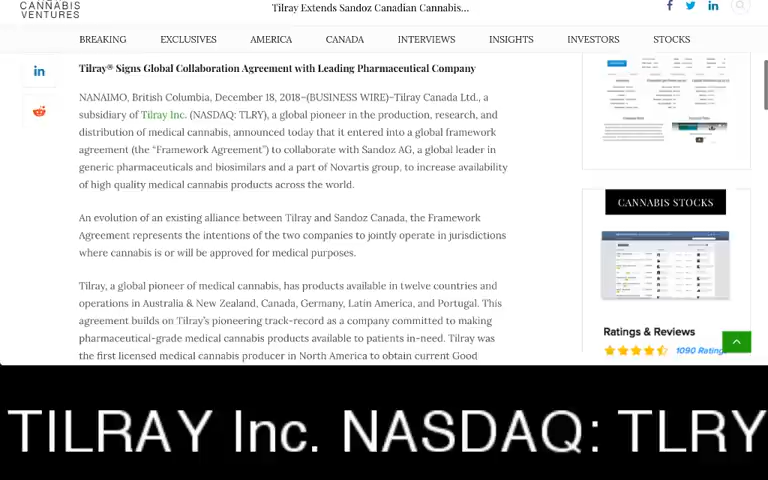 CANNABIS
VENTURES
Tilray Extends Sandoz Canadian Cannabis...
BREAKING EXCLUSIVES AMERICA CANADA INTERVIEWS INSIGHTS INVESTORS STOCKS
Tilray® Signs Global Collaboration Agreement with Leading Pharmaceutical Company
NANAIMO, British Columbia, December 18, 2018–(BUSINESS WIRE)–Tilray Canada Ltd., a
subsidiary of Tilray Inc. (NASDAQ: TLRY), a global pioneer in the production, research, and
distribution of medical cannabis, announced today that it entered into a global framework
agreement (the “Framework Agreement”) to collaborate with Sandoz AG, a global leader in
generic pharmaceuticals and biosimilars and a part of Novartis group, to increase availability
of high quality medical cannabis products across the world.
An evolution of an existing alliance between Tilray and Sandoz Canada, the Framework
Agreement represents the intentions of the two companies to jointly operate in jurisdictions
where cannabis is or will be approved for medical purposes.
Tilray, a global pioneer of medical cannabis, has products available in twelve countries and
operations in Australia & New Zealand, Canada, Germany, Latin America, and Portugal. This
agreement builds on Tilray’s pioneering track-record as a company committed to making
pharmaceutical-grade medical cannabis products available to patients in-need. Tilray was
the first licensed medical cannabis producer in North America to obtain current Good
CANNABIS STOCKS
Ratings & Reviews
1090 Ratings
TILRAY Inc. NASDAQ: TLRY